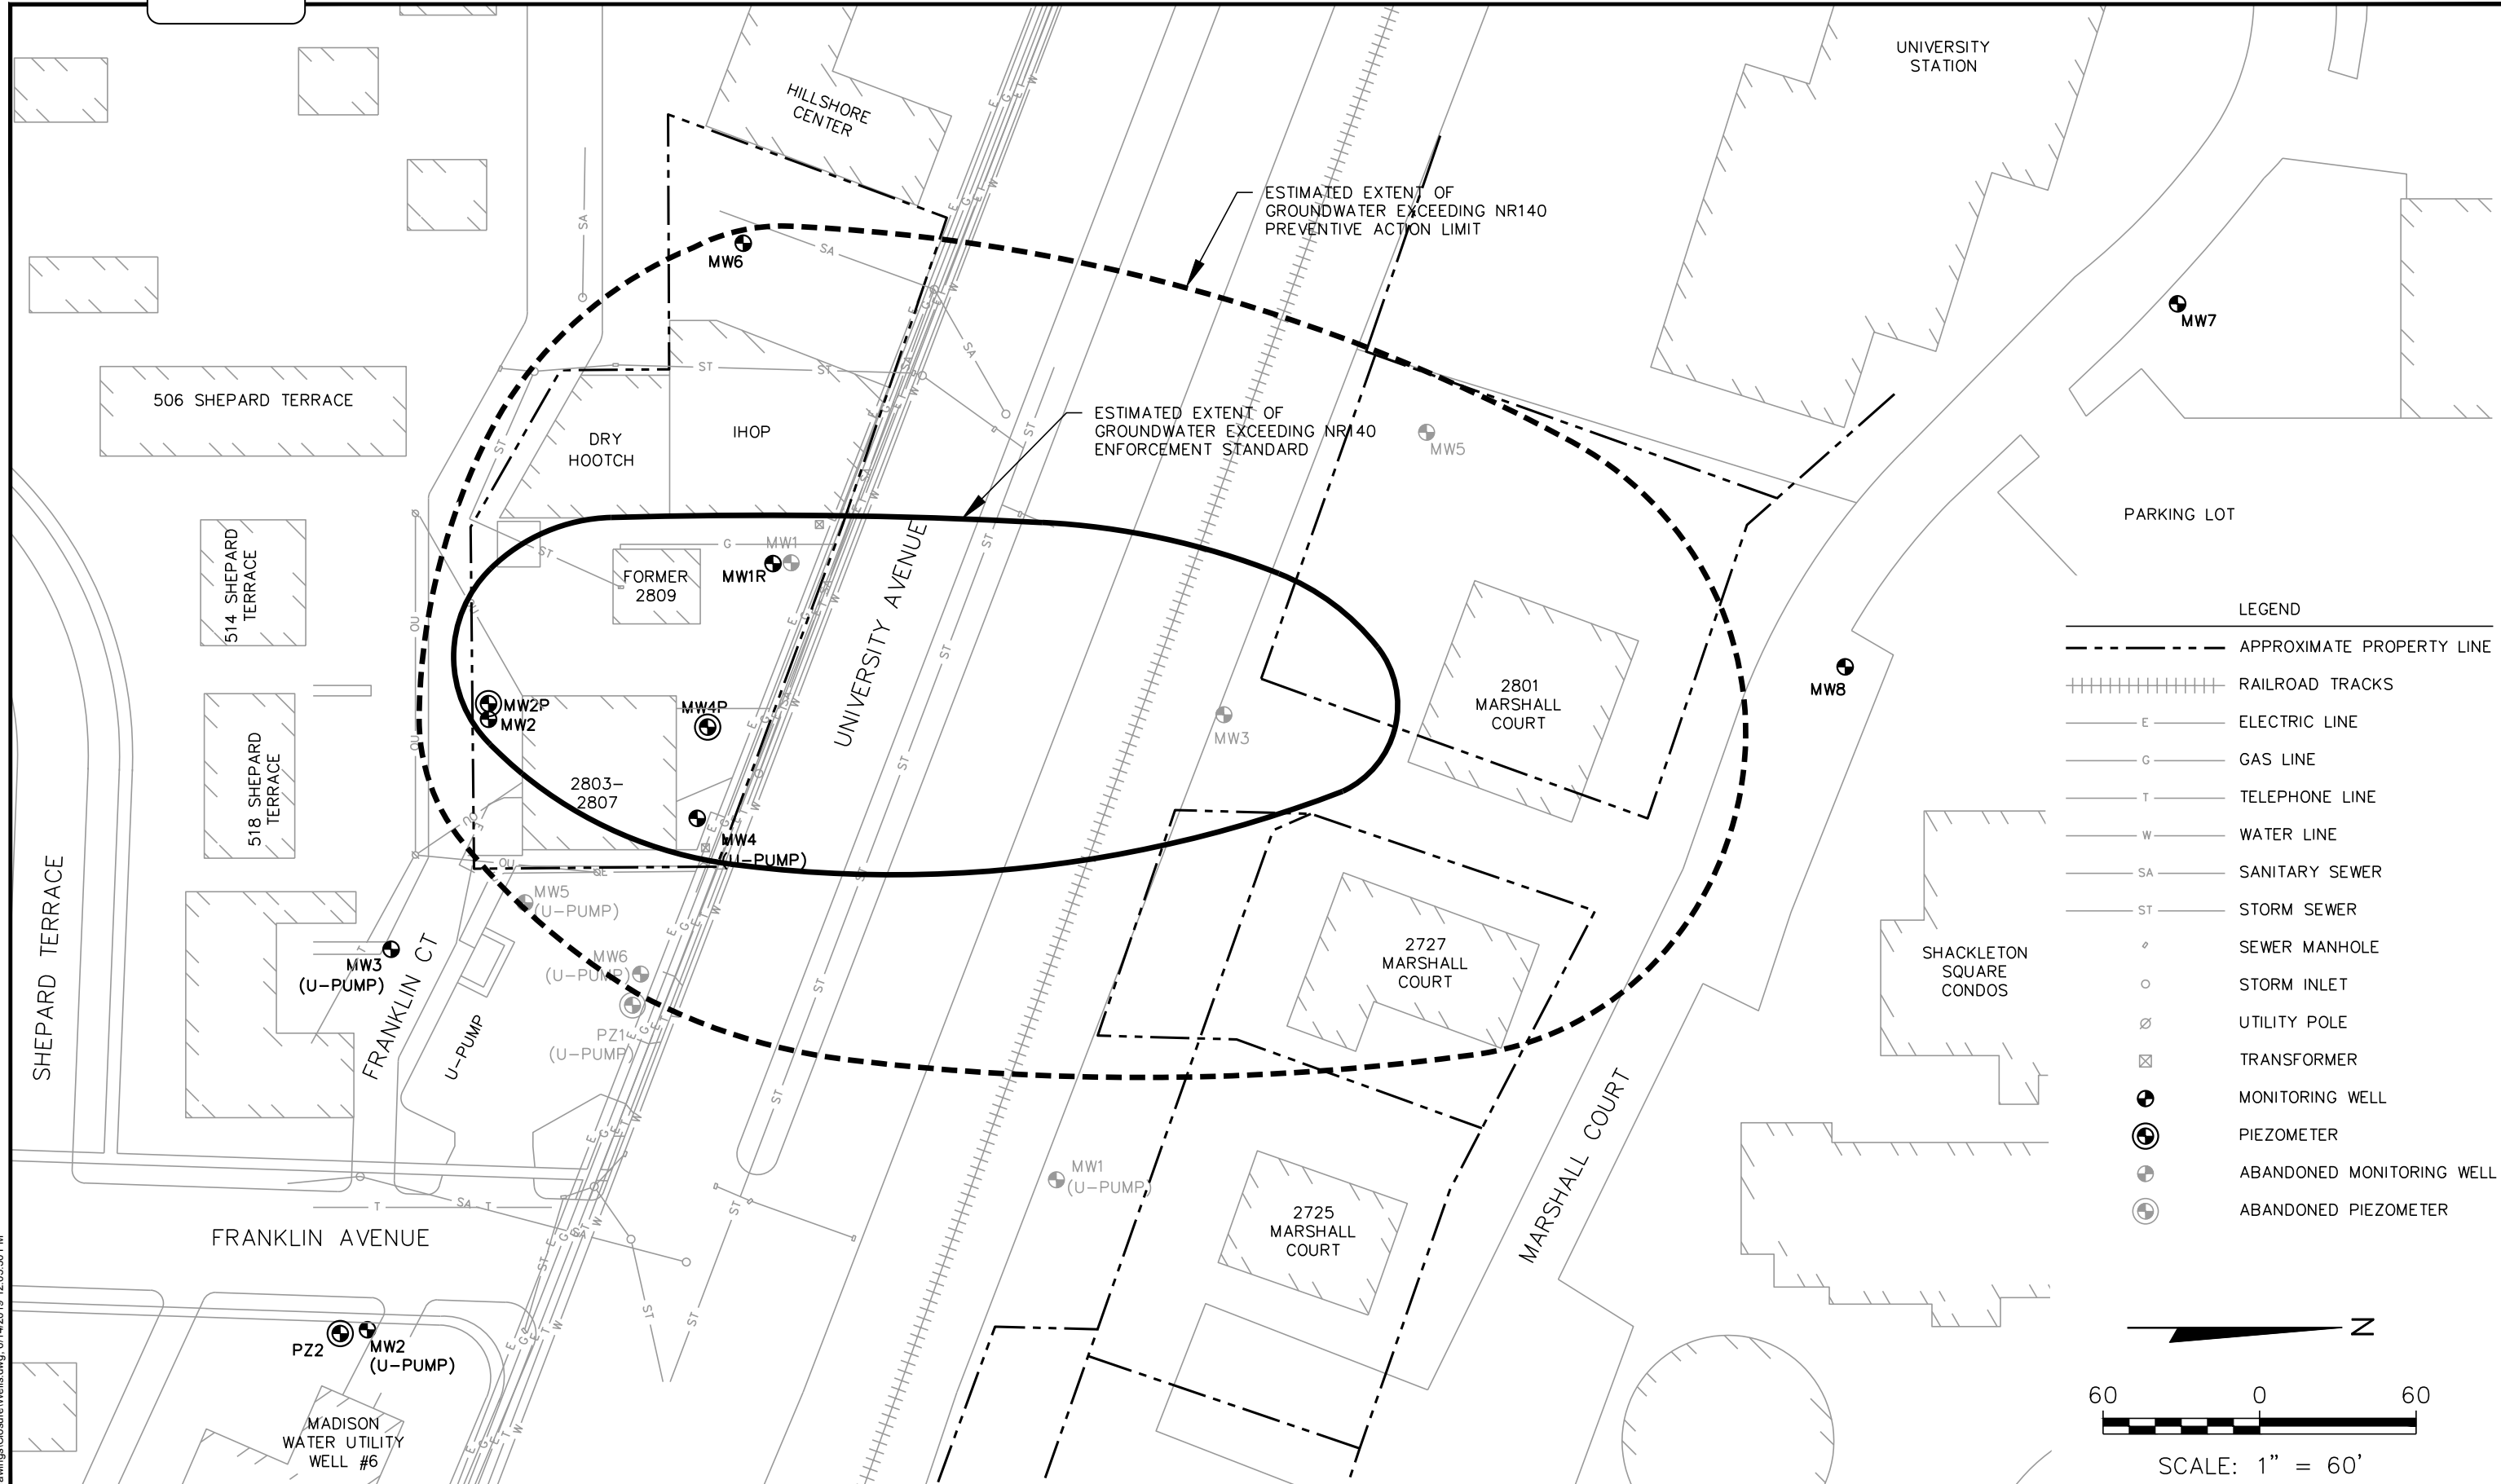 UNIVERSITY
STATION
HILLSHORE
CENTER
ESTIMATED EXTENT OF
GROUNDWATER EXCEEDING NR140
PREVENTIVE ACTION LIMIT
MW6
MW7
506 SHEPARD TERRACE
DRY
HOOTCH
IHOP
ESTIMATED EXTENT OF
GROUNDWATER EXCEEDING NR140
ENFORCEMENT STANDARD
MW5
PARKING LOT
514 SHEPARD
TERRACE
FORMER
2809
MW1
MW1R
UNIVERSITY AVENUE
MW2P
MW2
MW4P
MW3
2801
MARSHALL
COURT
MW8
518 SHEPARD
TERRACE
2803-
2807
MW4
(U-PUMP)
MW5
(U-PUMP)
MW6
(U-PUMP)
PZ1
(U-PUMP)
MW3
(U-PUMP)
SHEPARD TERRACE
FRANKLIN CT
U-PUMP
2727
MARSHALL
COURT
SHACKLETON
SQUARE
CONDOS
MARSHALL COURT
MW1
(U-PUMP)
2725
MARSHALL
COURT
FRANKLIN AVENUE
PZ2
MW2
(U-PUMP)
MADISON
WATER UTILITY
WELL #6
LEGEND
APPROXIMATE PROPERTY LINE
RAILROAD TRACKS
E ELECTRIC LINE
G GAS LINE
T TELEPHONE LINE
W WATER LINE
SA SANITARY SEWER
ST STORM SEWER
SEWER MANHOLE
STORM INLET
UTILITY POLE
TRANSFORMER
MONITORING WELL
PIEZOMETER
ABANDONED MONITORING WELL
ABANDONED PIEZOMETER
N
60 0 60
SCALE: 1" = 60'